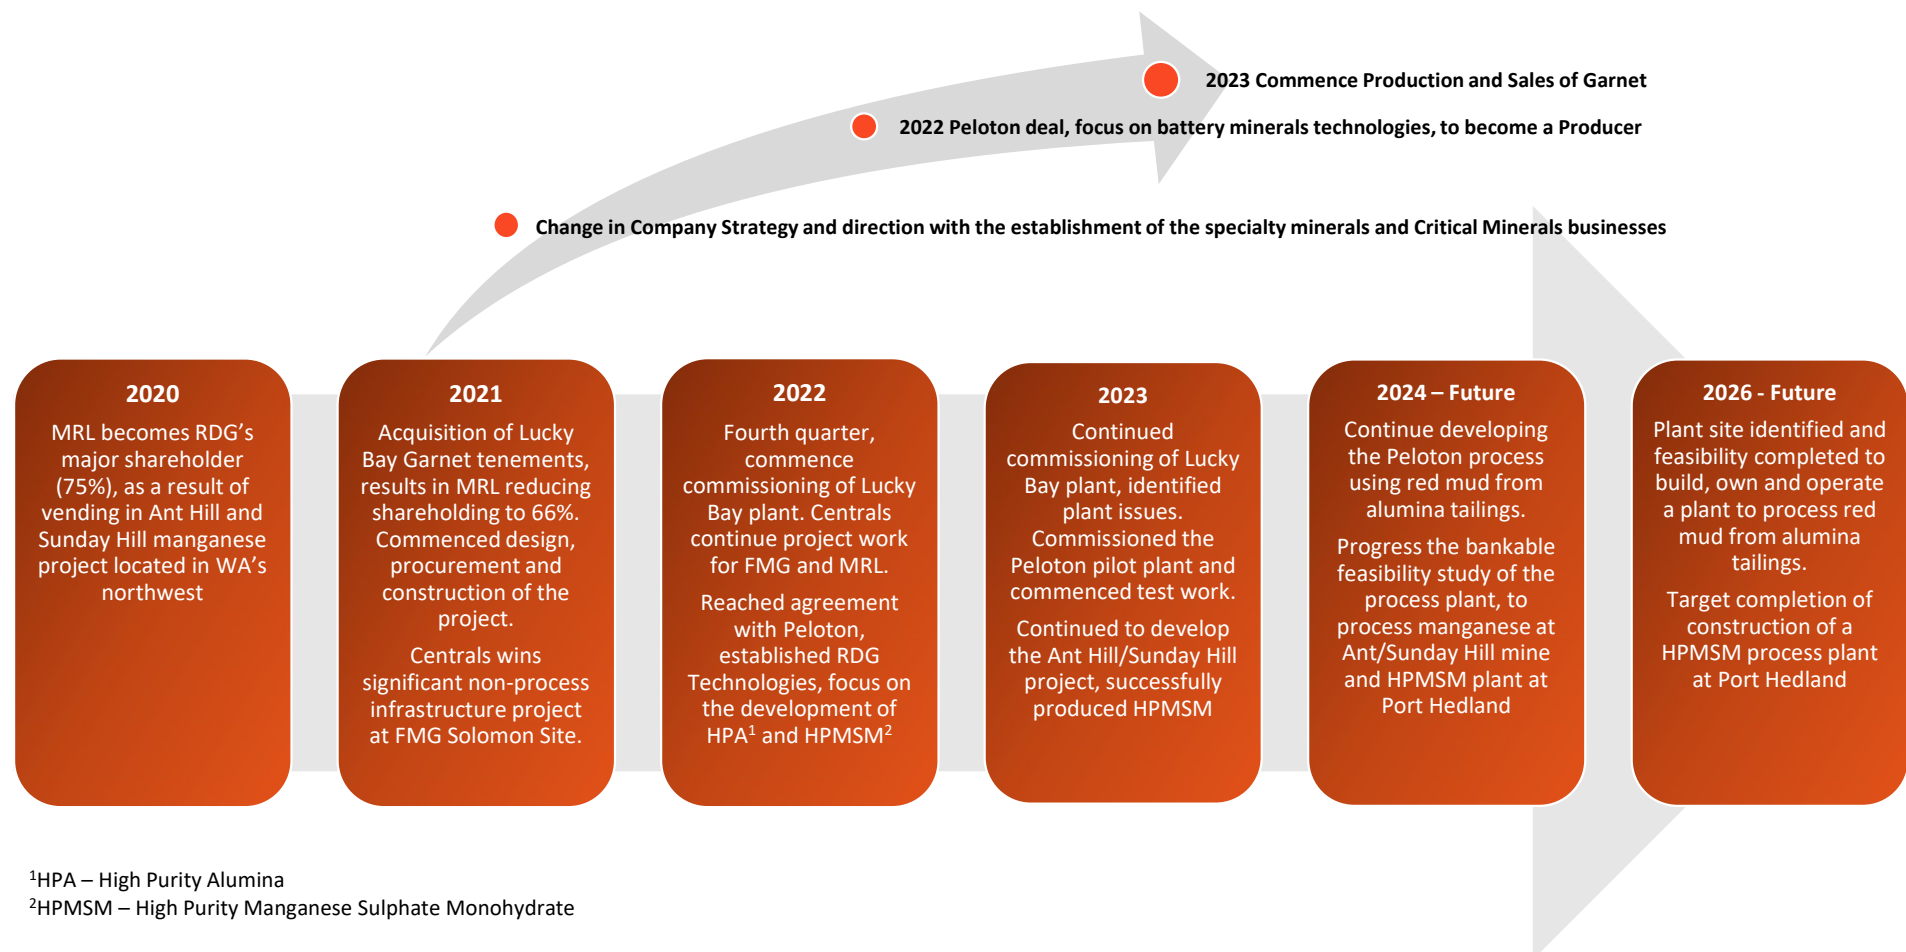 2023 Commence Production and Sales of Garnet
2022 Peloton deal, focus on battery minerals technologies, to become a Producer
Change in Company Strategy and direction with the establishment of the specialty minerals and Critical Minerals businesses
2020
MRL becomes RDG’s
major shareholder
(75%), as a result of
vending in Ant Hill and
Sunday Hill manganese
project located in WA’s
northwest
2021
Acquisition of Lucky
Bay Garnet tenements,
results in MRL reducing
shareholding to 66%.
Commenced design,
procurement and
construction of the
project.
Centrals wins
significant non-process
infrastructure project
at FMG Solomon Site.
2022
Fourth quarter,
commence
commissioning of Lucky
Bay plant. Centrals
continue project work
for FMG and MRL.
Reached agreement
with Peloton,
established RDG
Technologies, focus on
the development of
HPA¹ and HPMSM²
2023
Continued
commissioning of Lucky
Bay plant, identified
plant issues.
Commissioned the
Peloton pilot plant and
commenced test work.
Continued to develop
the Ant Hill/Sunday Hill
project, successfully
produced HPMSM
2024 – Future
Continue developing
the Peloton process
using red mud from
alumina tailings.
Progress the bankable
feasibility study of the
process plant, to
process manganese at
Ant/Sunday Hill mine
and HPMSM plant at
Port Hedland
2026 - Future
Plant site identified and
feasibility completed to
build, own and operate
a plant to process red
mud from alumina
tailings.
Target completion of
construction of a
HPMSM process plant
at Port Hedland
¹HPA – High Purity Alumina
²HPMSM – High Purity Manganese Sulphate Monohydrate